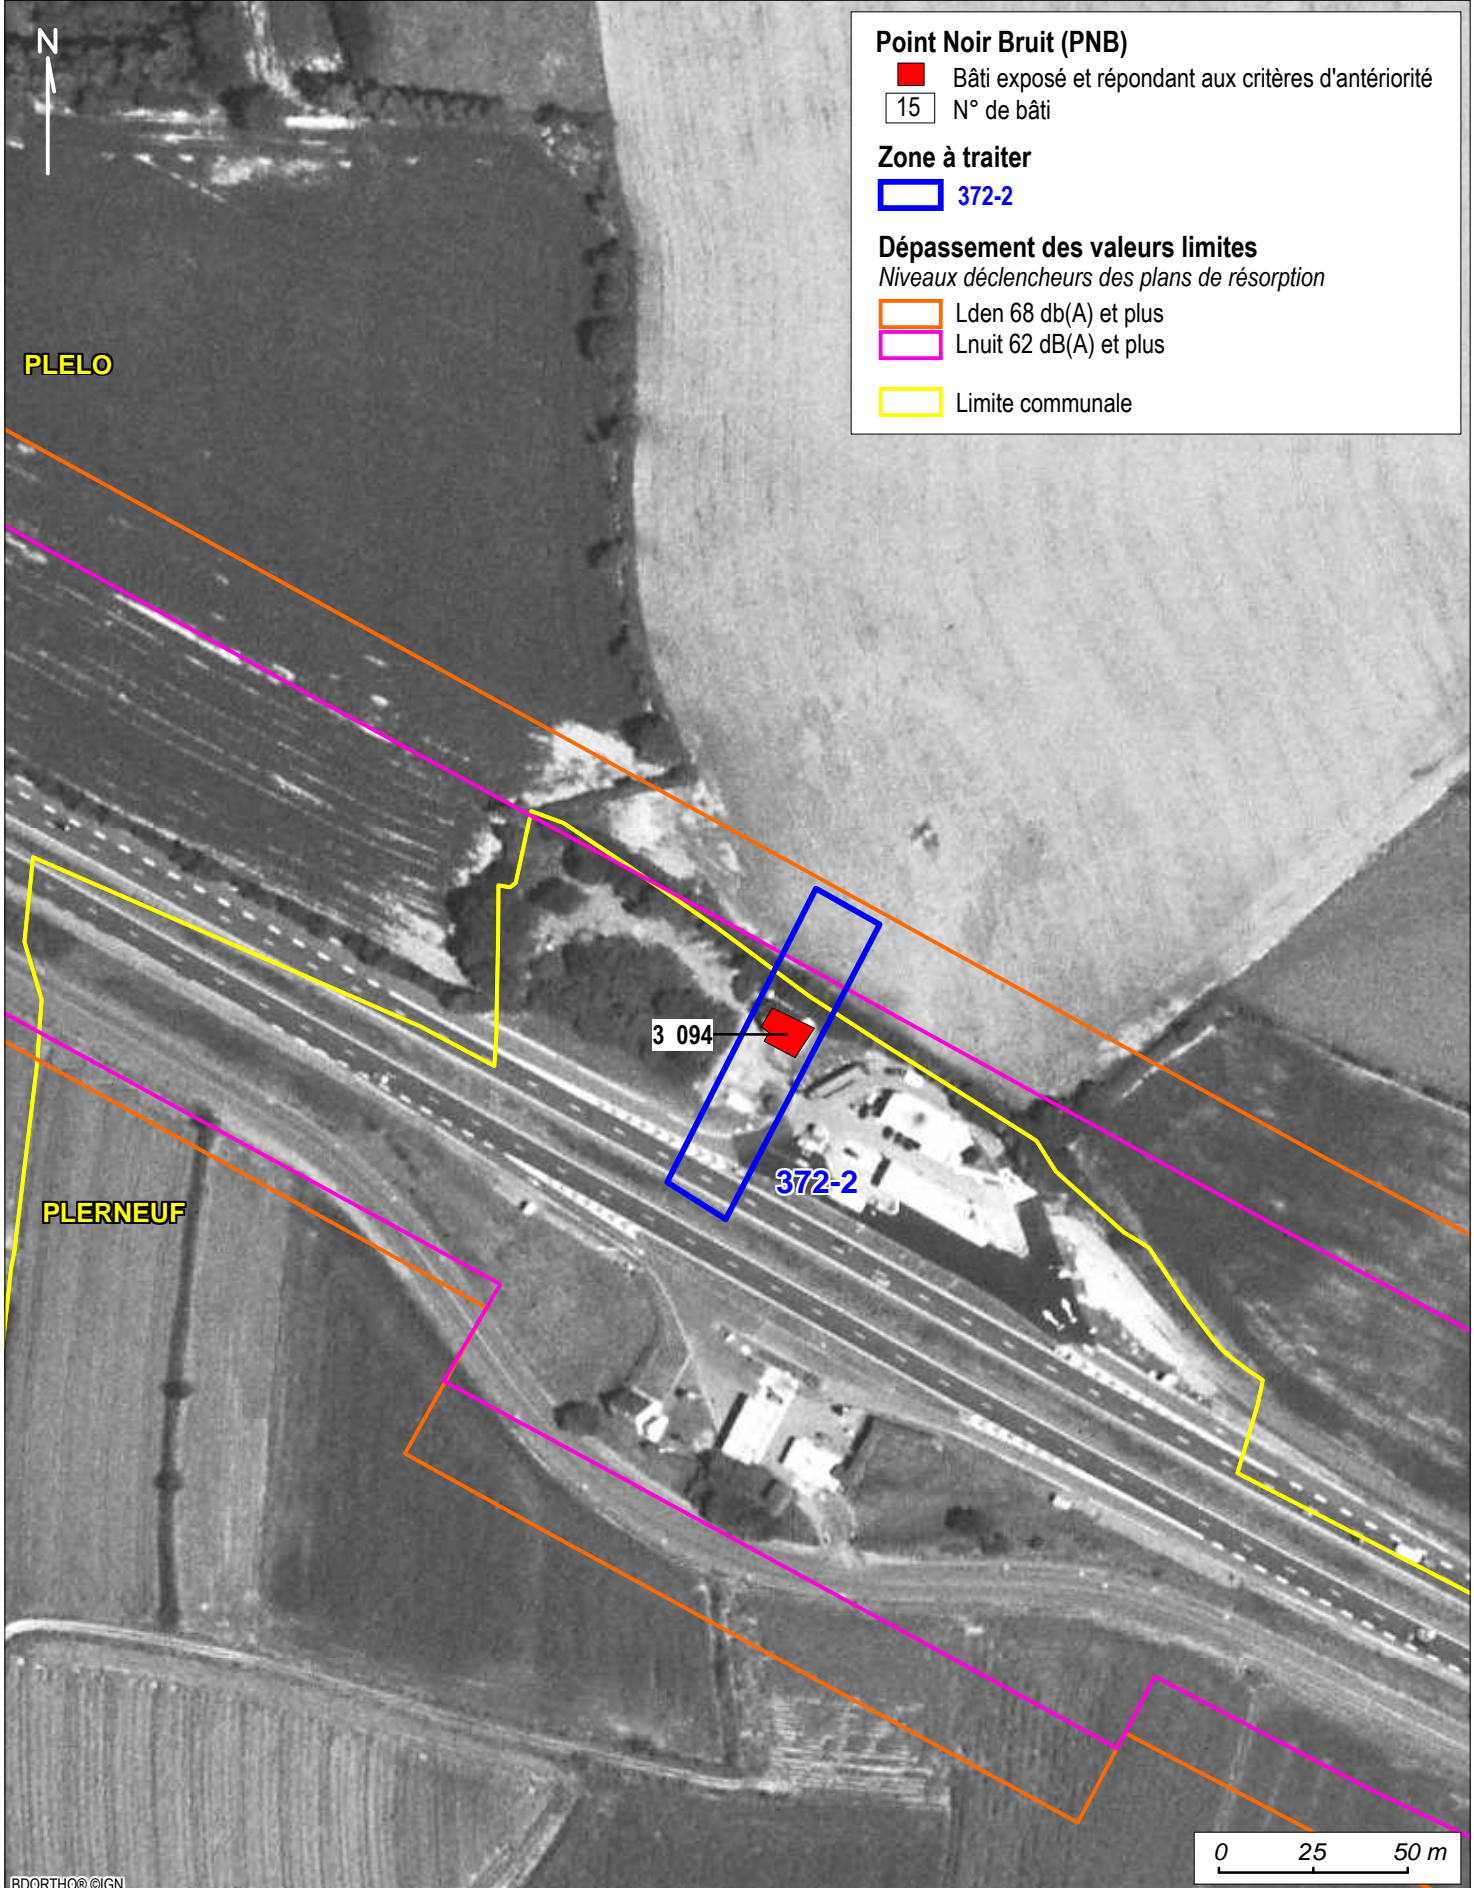 N
Point Noir Bruit (PNB)
Bâti exposé et répondant aux critères d'antériorité
15 N° de bâti
Zone à traiter
372-2
Dépassement des valeurs limites
Niveaux déclencheurs des plans de résorption
Lden 68 db(A) et plus
Lnuit 62 dB(A) et plus
Limite communale
PLELO
3 094
372-2
PLERNEUF
0 25 50 m
BDORTHO® ©IGN